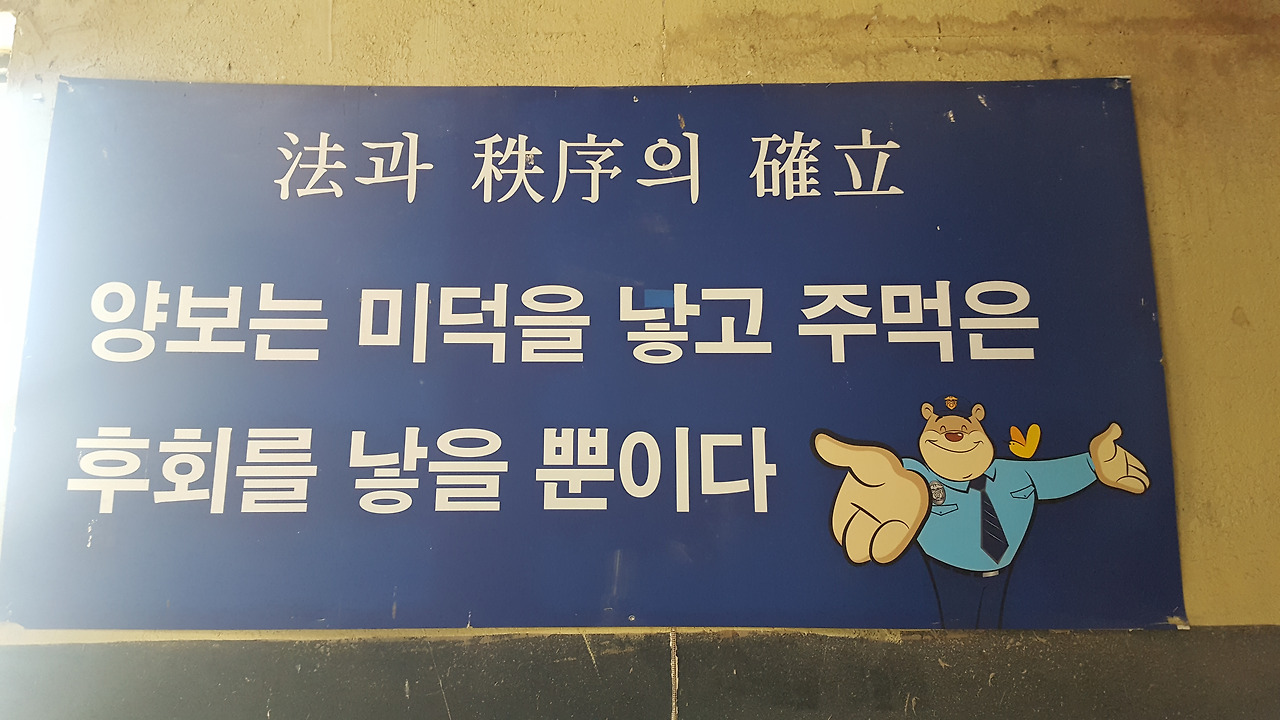 法과 秩序의 確立
양보는 미덕을 낳고 주먹은
후회를 낳을 뿐이다